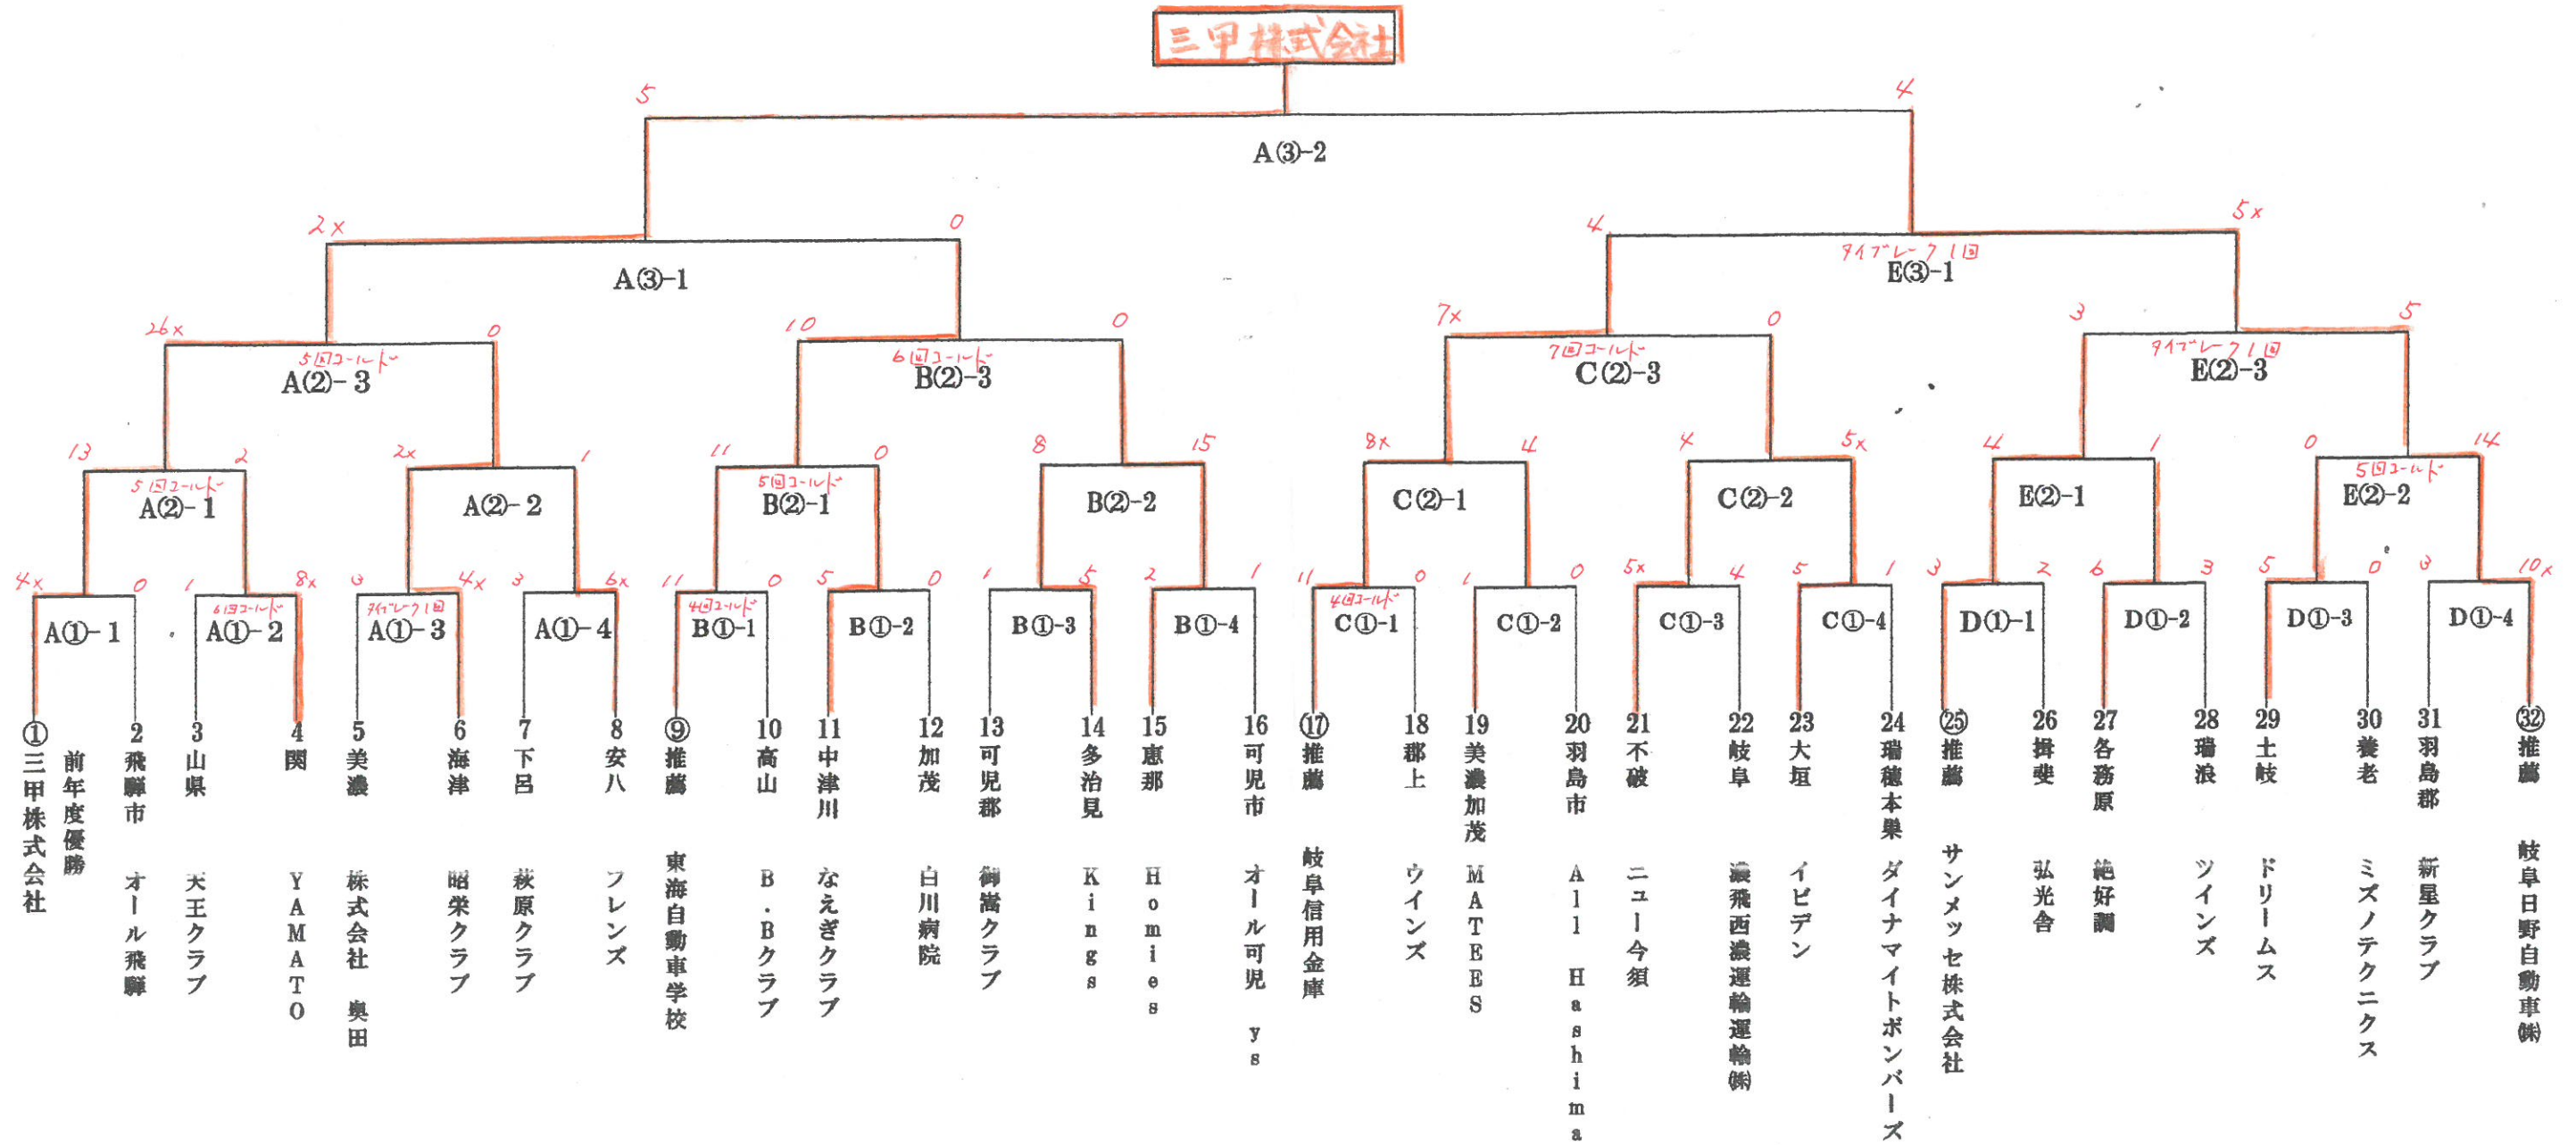 三甲株式会社
5 4
A③-2
2x 0 4 5x
タイブレーク1回
A③-1 E③-1
26x 0 10 0 7x 0 3 5
5回コールド 6回コールド 7回コールド タイブレーク1回
A②-3 B②-3 C②-3 E②-3
13 2 2x 1 11 0 8 15 8x 4 4 5x 4 1 0 14
5回コールド 5回コールド 5回コールド
A②-1 A②-2 B②-1 B②-2 C②-1 C②-2 E②-1 E②-2
4x 0 1 8x 3 4x 3 6x 11 0 5 0 1 5 2 1 11 0 1 0 5x 4 5 1 3 2 6 3 5 0 3 10x
6回コールド タイブレーク1回 4回コールド 4回コールド
A①-1 A①-2 A①-3 A①-4 B①-1 B①-2 B①-3 B①-4 C①-1 C①-2 C①-3 C①-4 D①-1 D①-2 D①-3 D①-4
① 前年度優勝 三甲株式会社
2 飛騨市 オール飛騨
3 山県 天王クラブ
4 関 YAMATO
5 美濃 株式会社 奥田
6 海津 昭栄クラブ
7 下呂 萩原クラブ
8 安八 フレンズ
⑨ 推薦 東海自動車学校
10 高山 B.Bクラブ
11 中津川 なえぎクラブ
12 加茂 白川病院
13 可児郡 御嵩クラブ
14 多治見 Kings
15 恵那 Homies
16 可児市 オール可児 ys
⑰ 推薦 岐阜信用金庫
18 郡上 ウインズ
19 美濃加茂 MATEES
20 羽島市 All Hashima
21 不破 ニュー今須
22 岐阜 濃飛西濃運輸運輸㈱
23 大垣 イビデン
24 瑞穂本巣 ダイナマイトボンバーズ
㉕ 推薦 サンメッセ株式会社
26 揖斐 弘光舎
27 各務原 絶好調
28 瑞浪 ツインズ
29 土岐 ドリームス
30 養老 ミズノテクニクス
31 羽島郡 新星クラブ
㉜ 推薦 岐阜日野自動車㈱